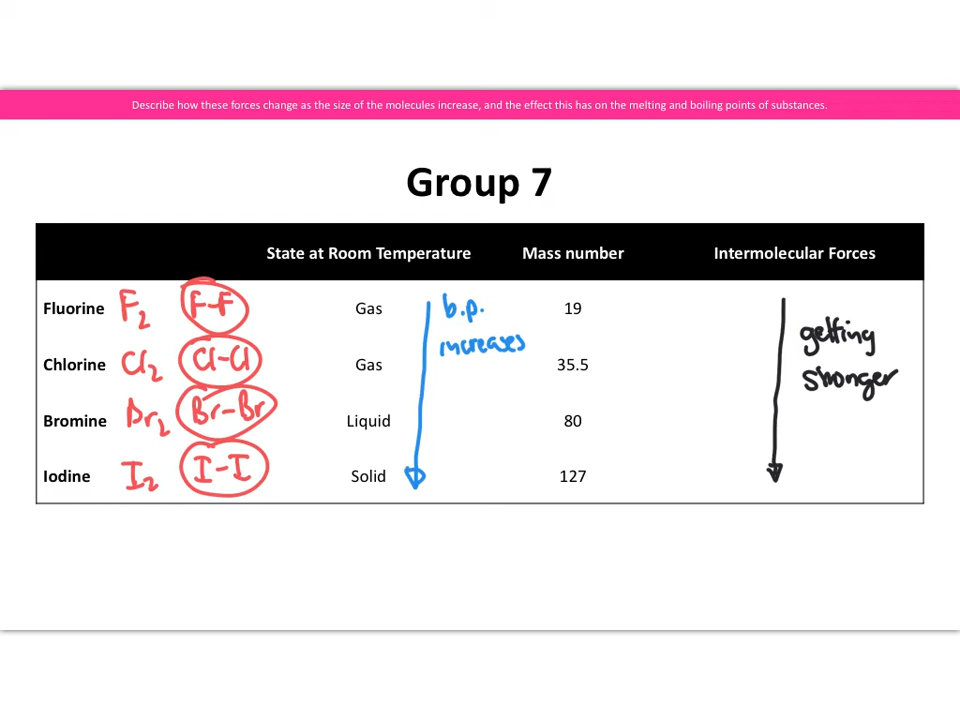 Describe how these forces change as the size of the molecules increase, and the effect this has on the melting and boiling points of substances.
Group 7
State at Room Temperature Mass number Intermolecular Forces
Fluorine F₂ F-F Gas b.p. 19
increases
getting
stronger
Chlorine Cl₂ Cl-Cl Gas 35.5
Bromine Br₂ Br-Br Liquid 80
Iodine I₂ I-I Solid 127